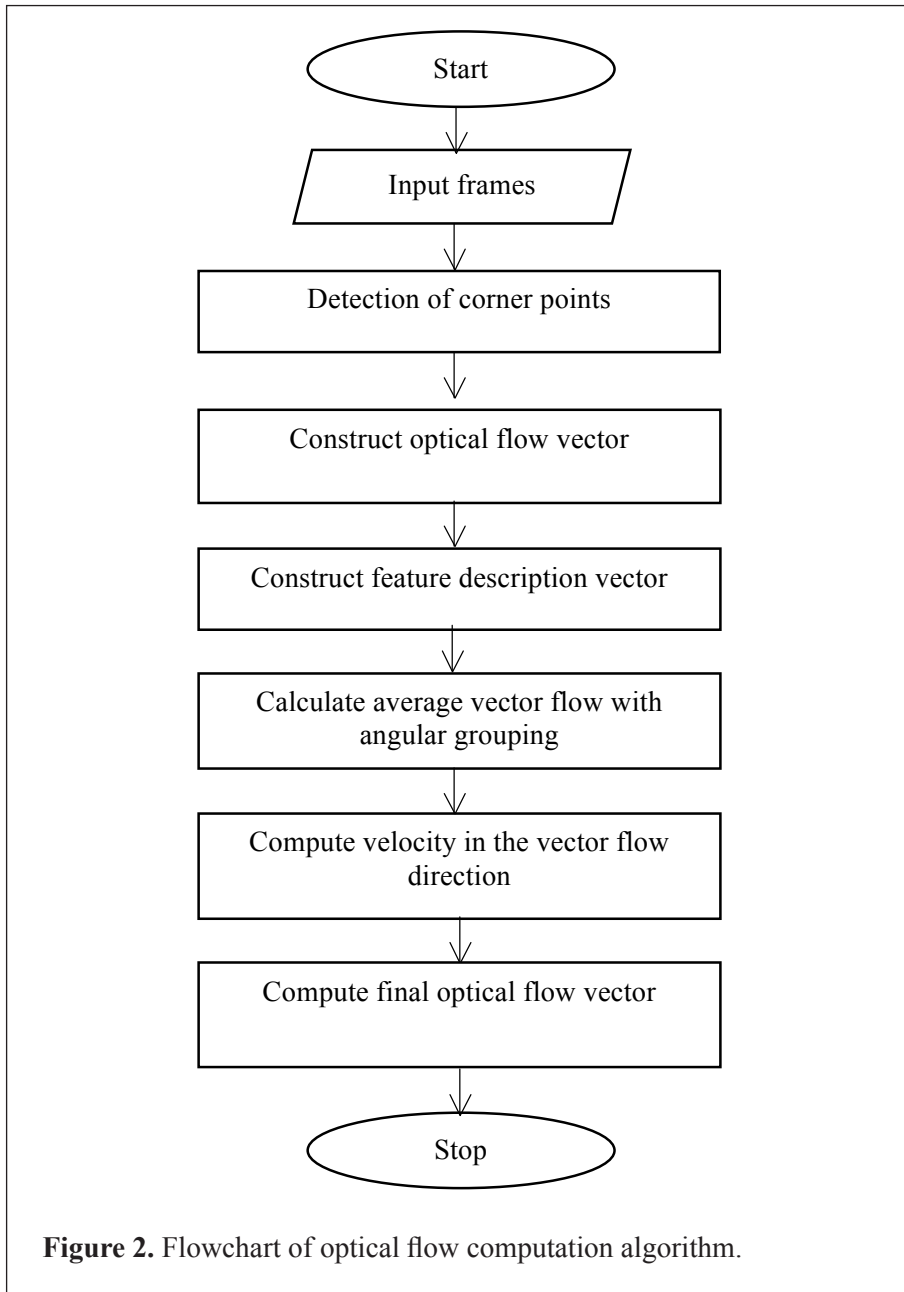 Start
Input frames
Detection of corner points
Construct optical flow vector
Construct feature description vector
Calculate average vector flow with
angular grouping
Compute velocity in the vector flow
direction
Compute final optical flow vector
Stop
Figure 2. Flowchart of optical flow computation algorithm.